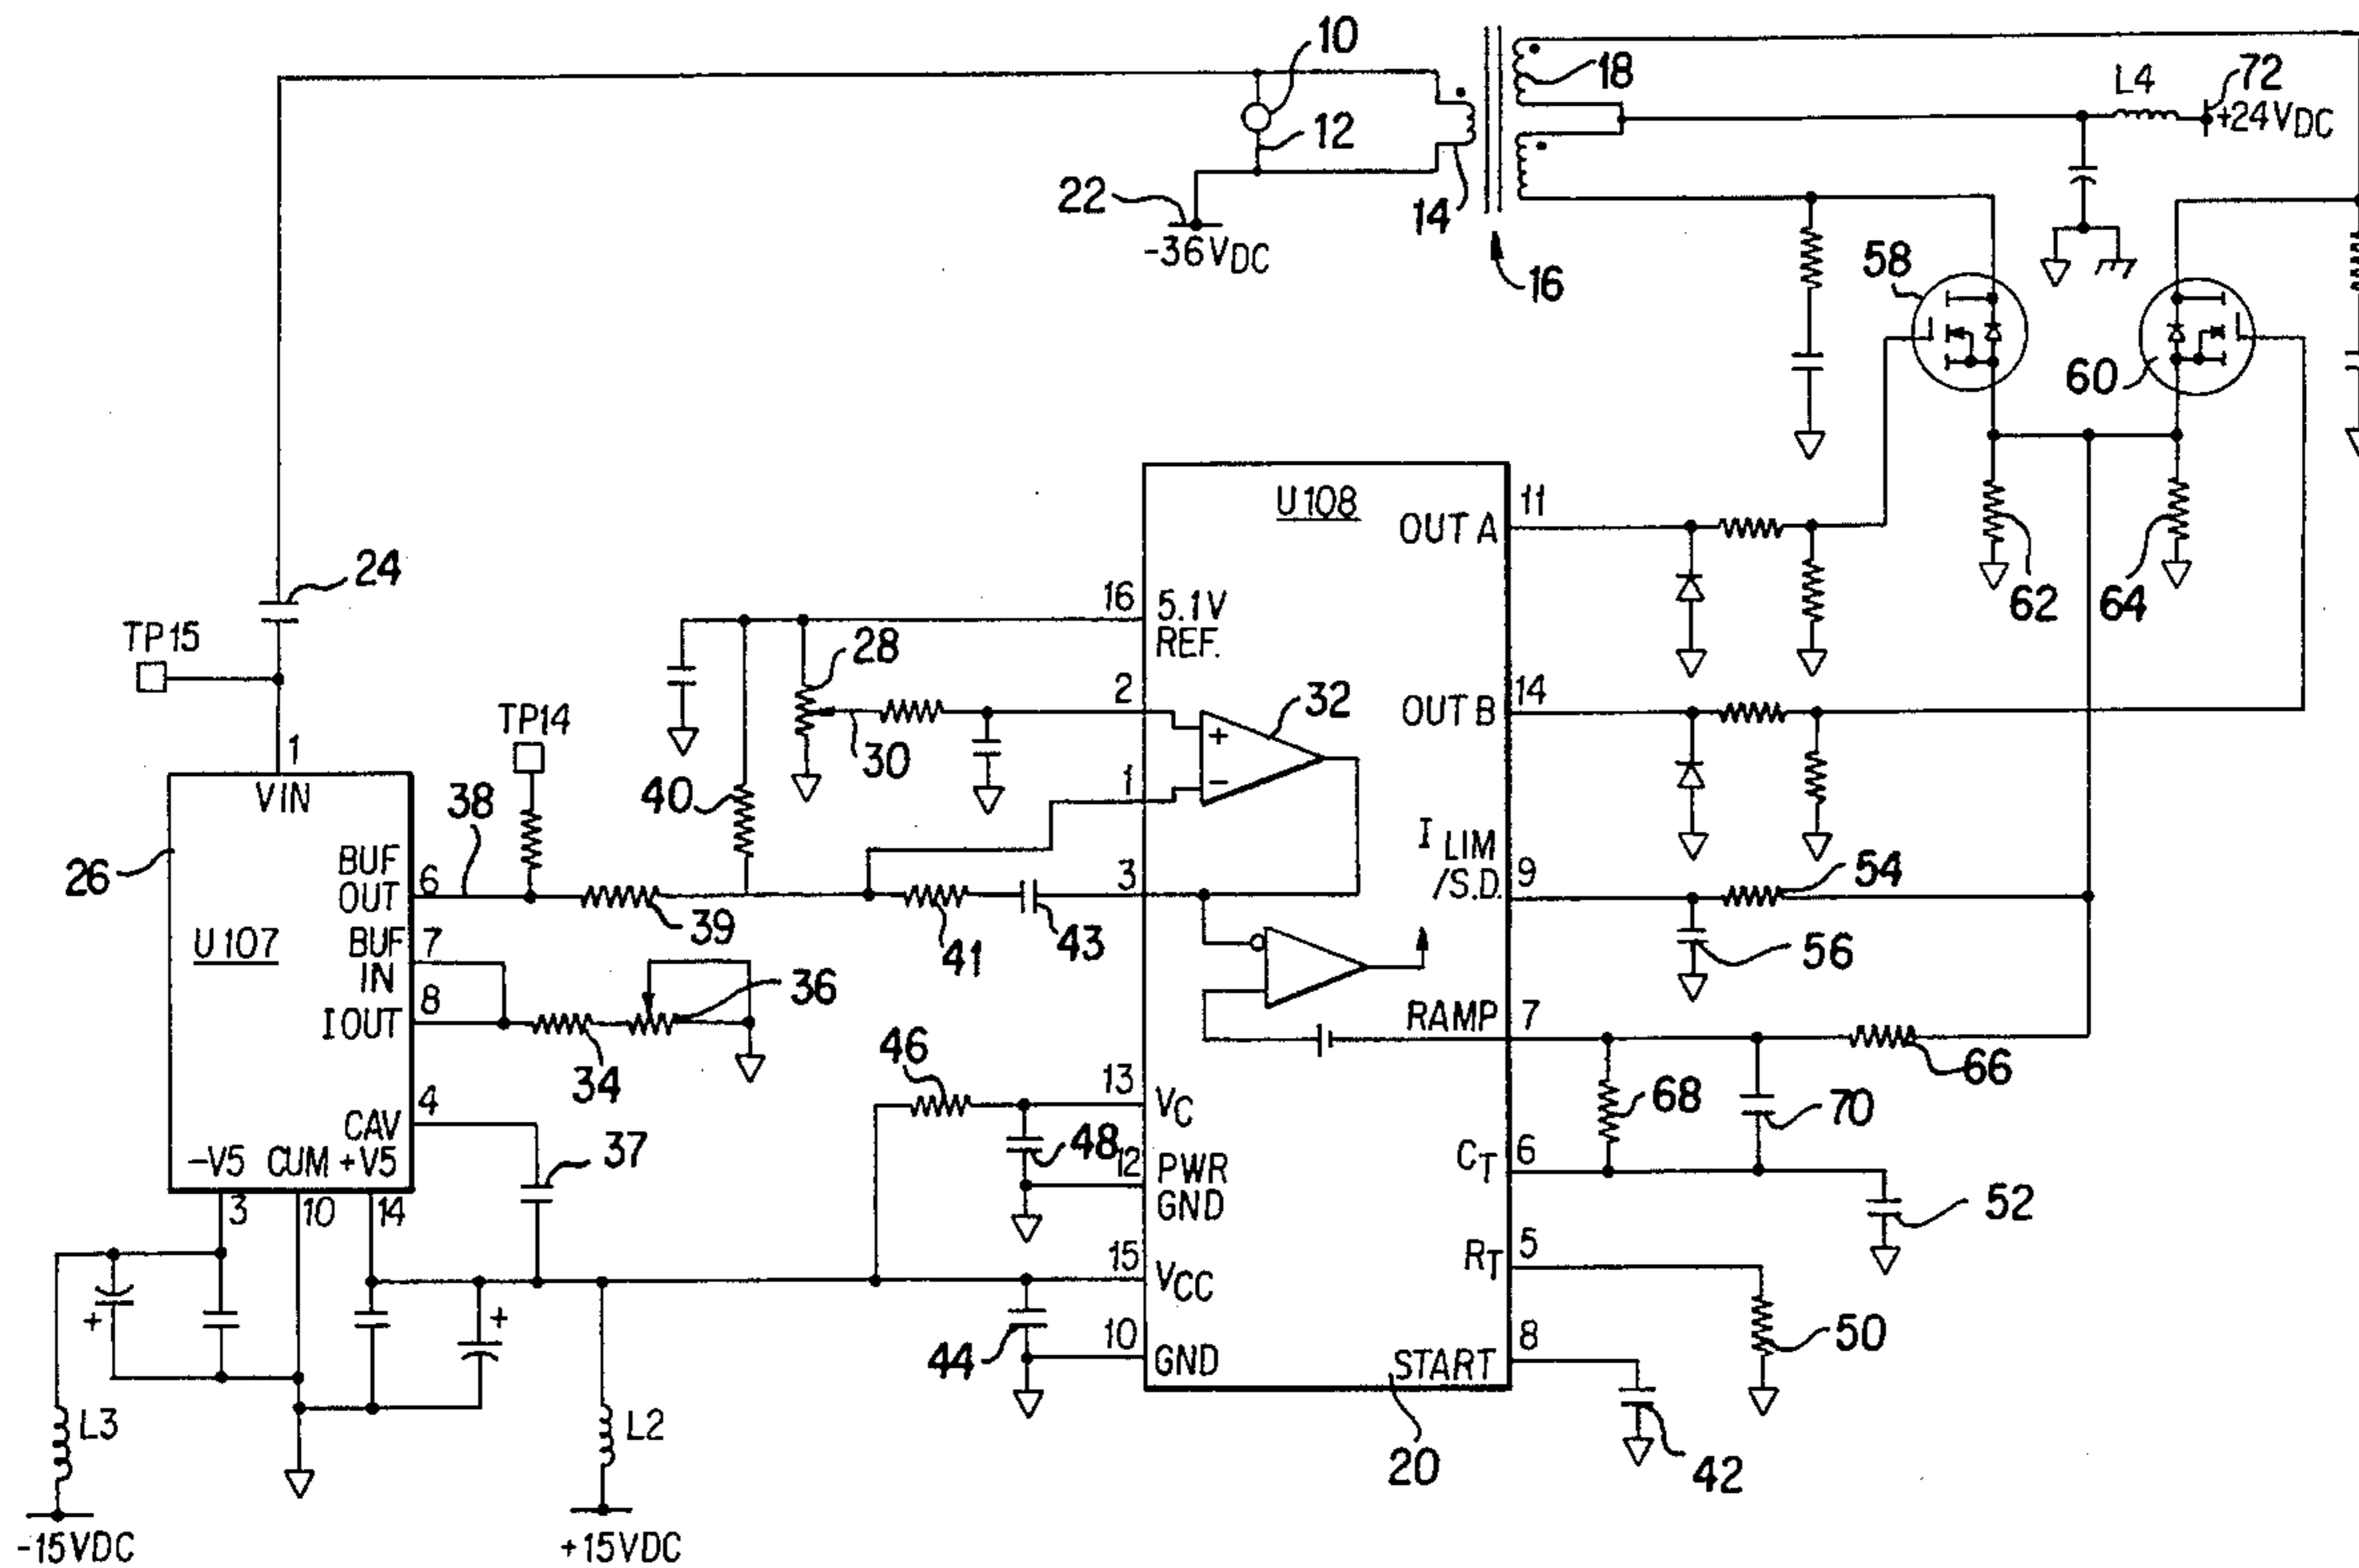 10
18
L4
72
+24VDC
12
22
-36VDC
14
16
58
60
24
TP15
U108
OUT A
11
62
64
16
5.1V
REF.
28
TP14
2
32
OUT B
14
30
1
VIN
1
40
38
26
BUF
OUT
6
39
3
41
43
I LIM
/S.D.
9
54
56
U107
BUF
IN
7
36
I OUT
8
34
RAMP
7
46
13
VC
66
68
70
CAV
4
37
48
12
PWR
GND
CT
6
-V5
CUM
+V5
3
10
14
52
15
VCC
RT
5
44
10
GND
50
START
8
L3
L2
20
42
-15VDC
+15VDC
+
+
+
−